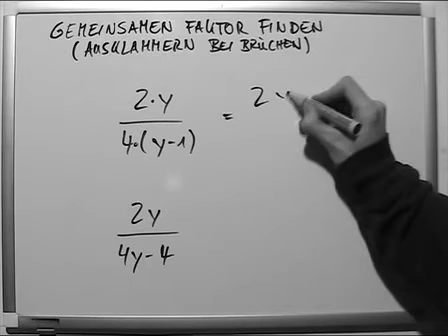 GEMEINSAMEN FAKTOR FINDEN
(AUSKLAMMERN BEI BRÜCHEN)
2·y
4·(y-1)
= 2
2y
4y-4